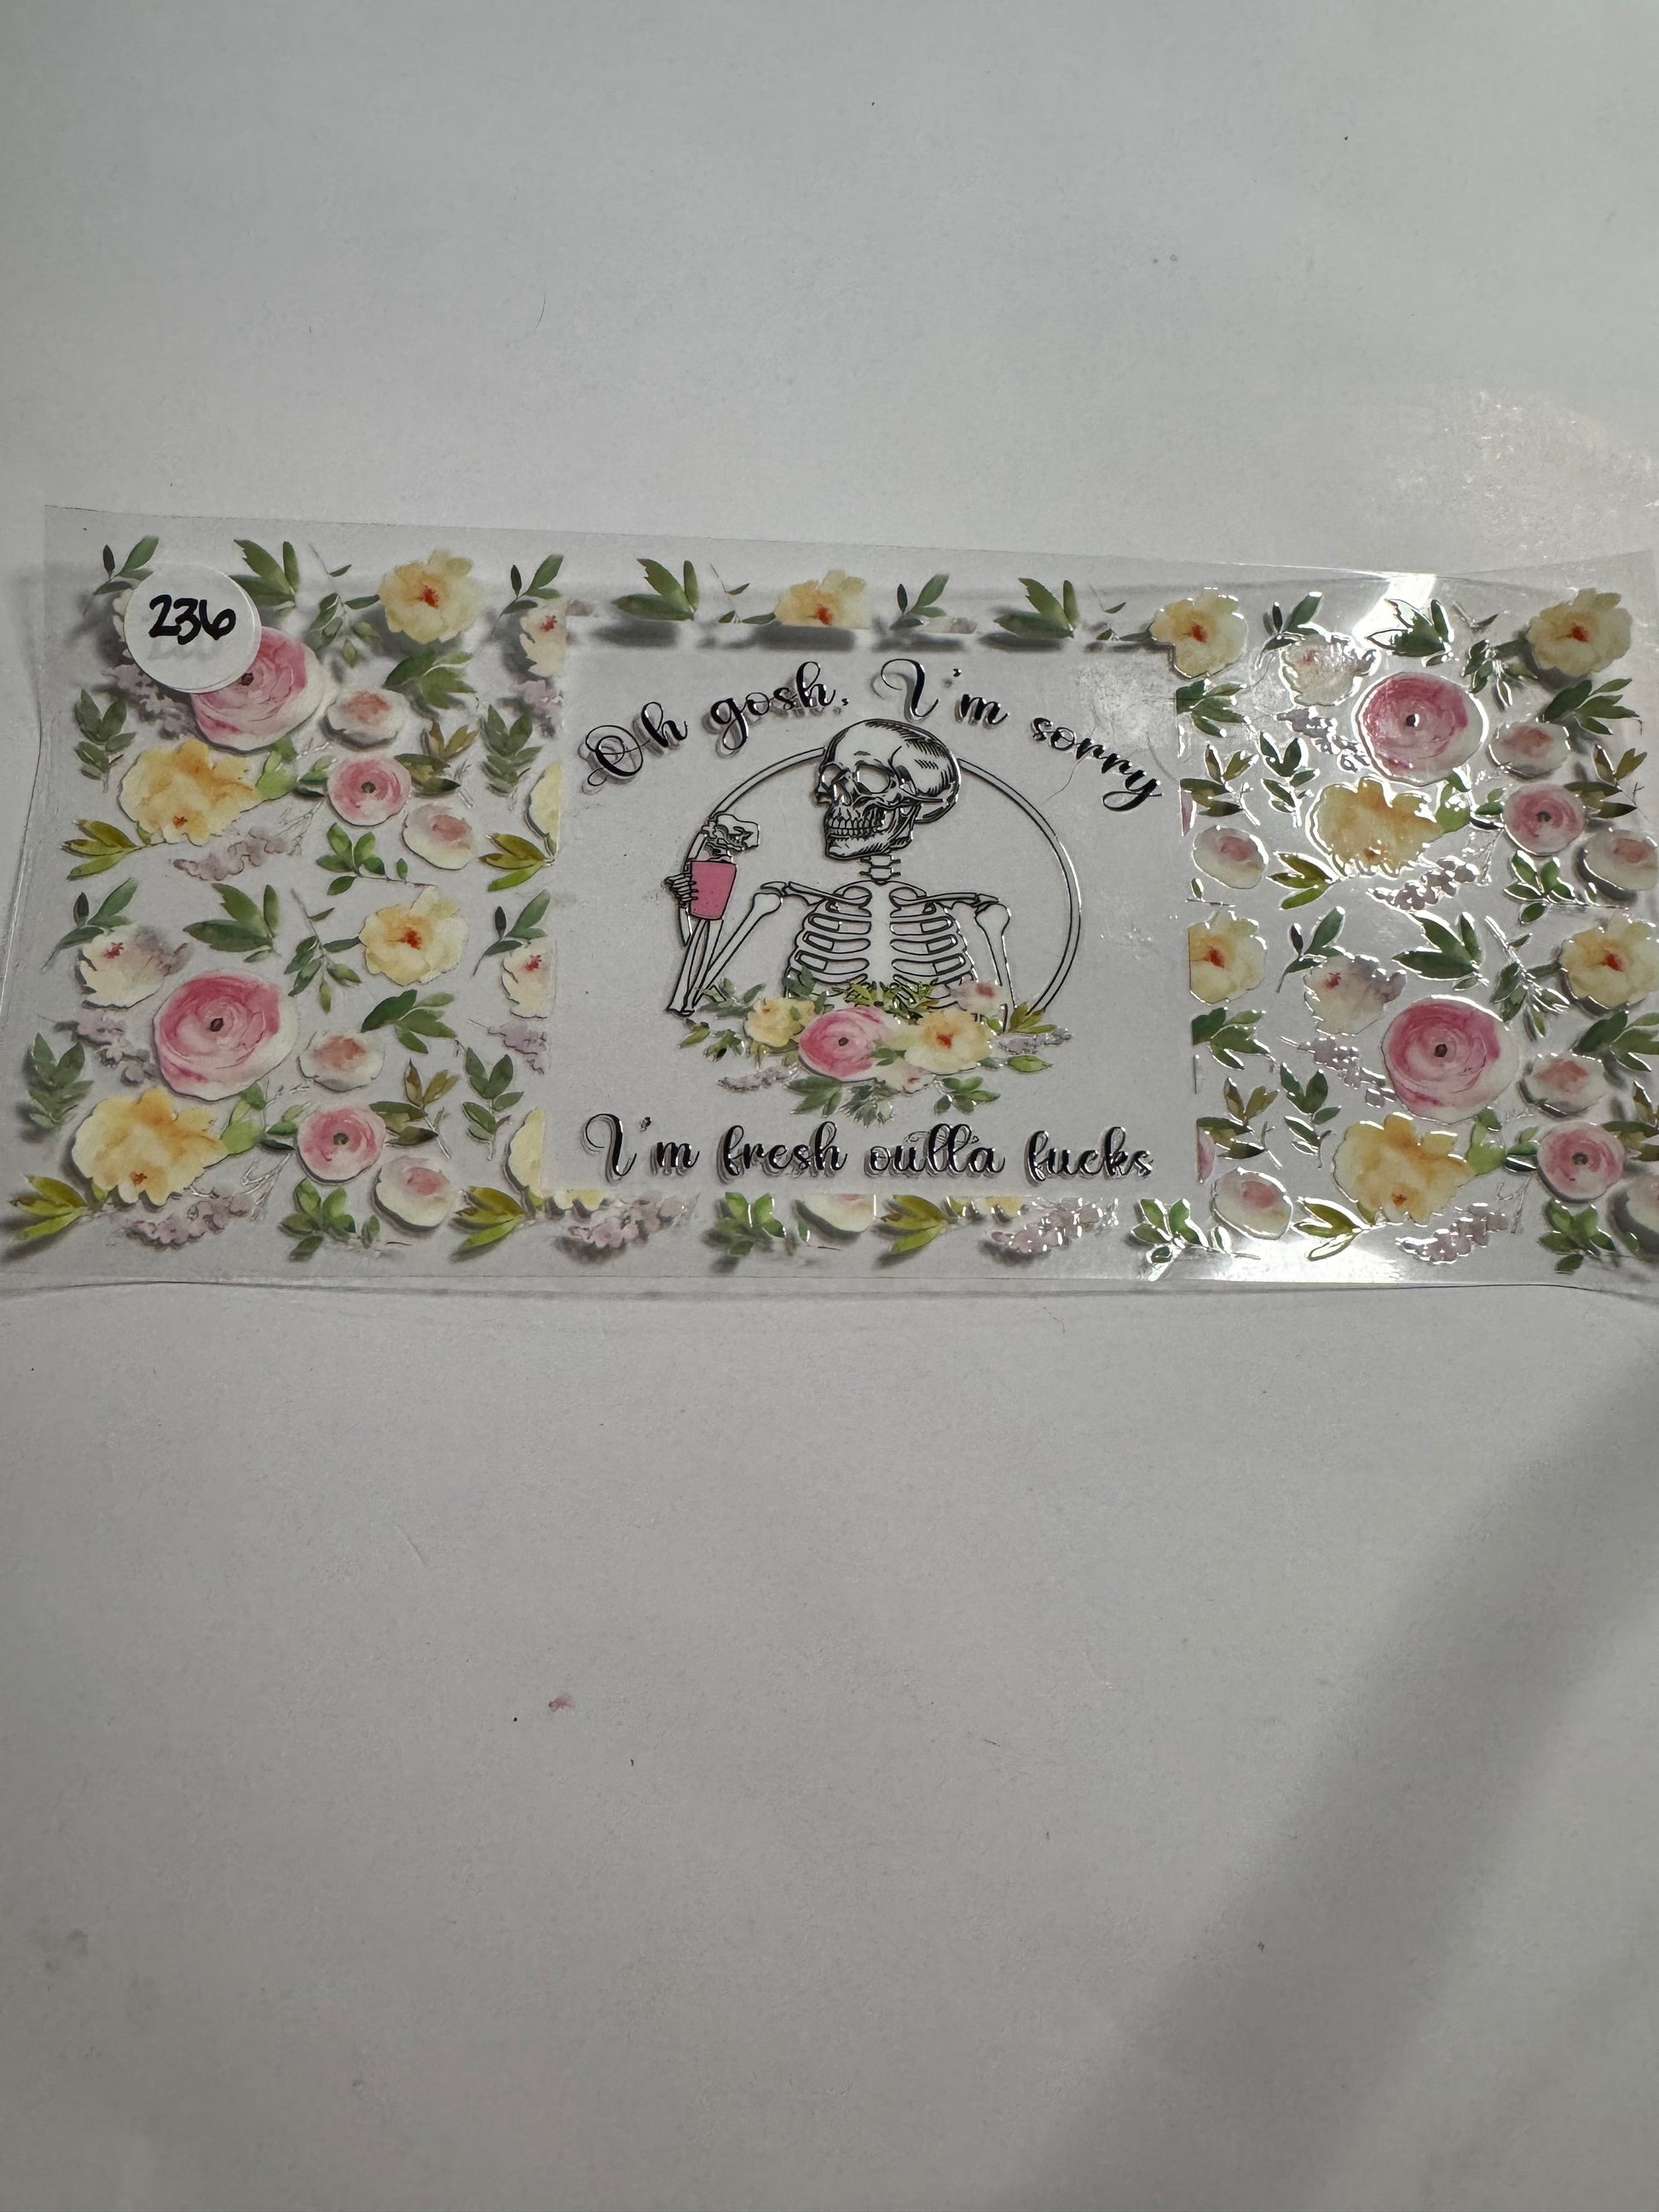 236
Oh gosh, I'm sorry
I'm fresh outta fucks